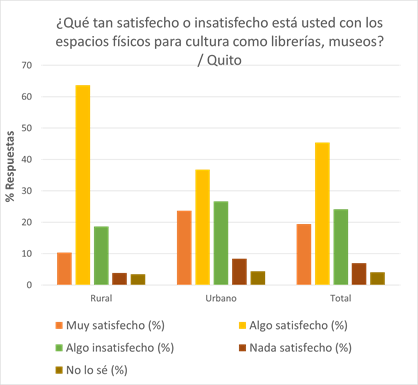 ¿Qué tan satisfecho o insatisfecho está usted con los
espacios físicos para cultura como librerías, museos?
/ Quito
% Respuestas
70
60
50
40
30
20
10
0
Rural
Urbano
Total
Muy satisfecho (%)
Algo satisfecho (%)
Algo insatisfecho (%)
Nada satisfecho (%)
No lo sé (%)